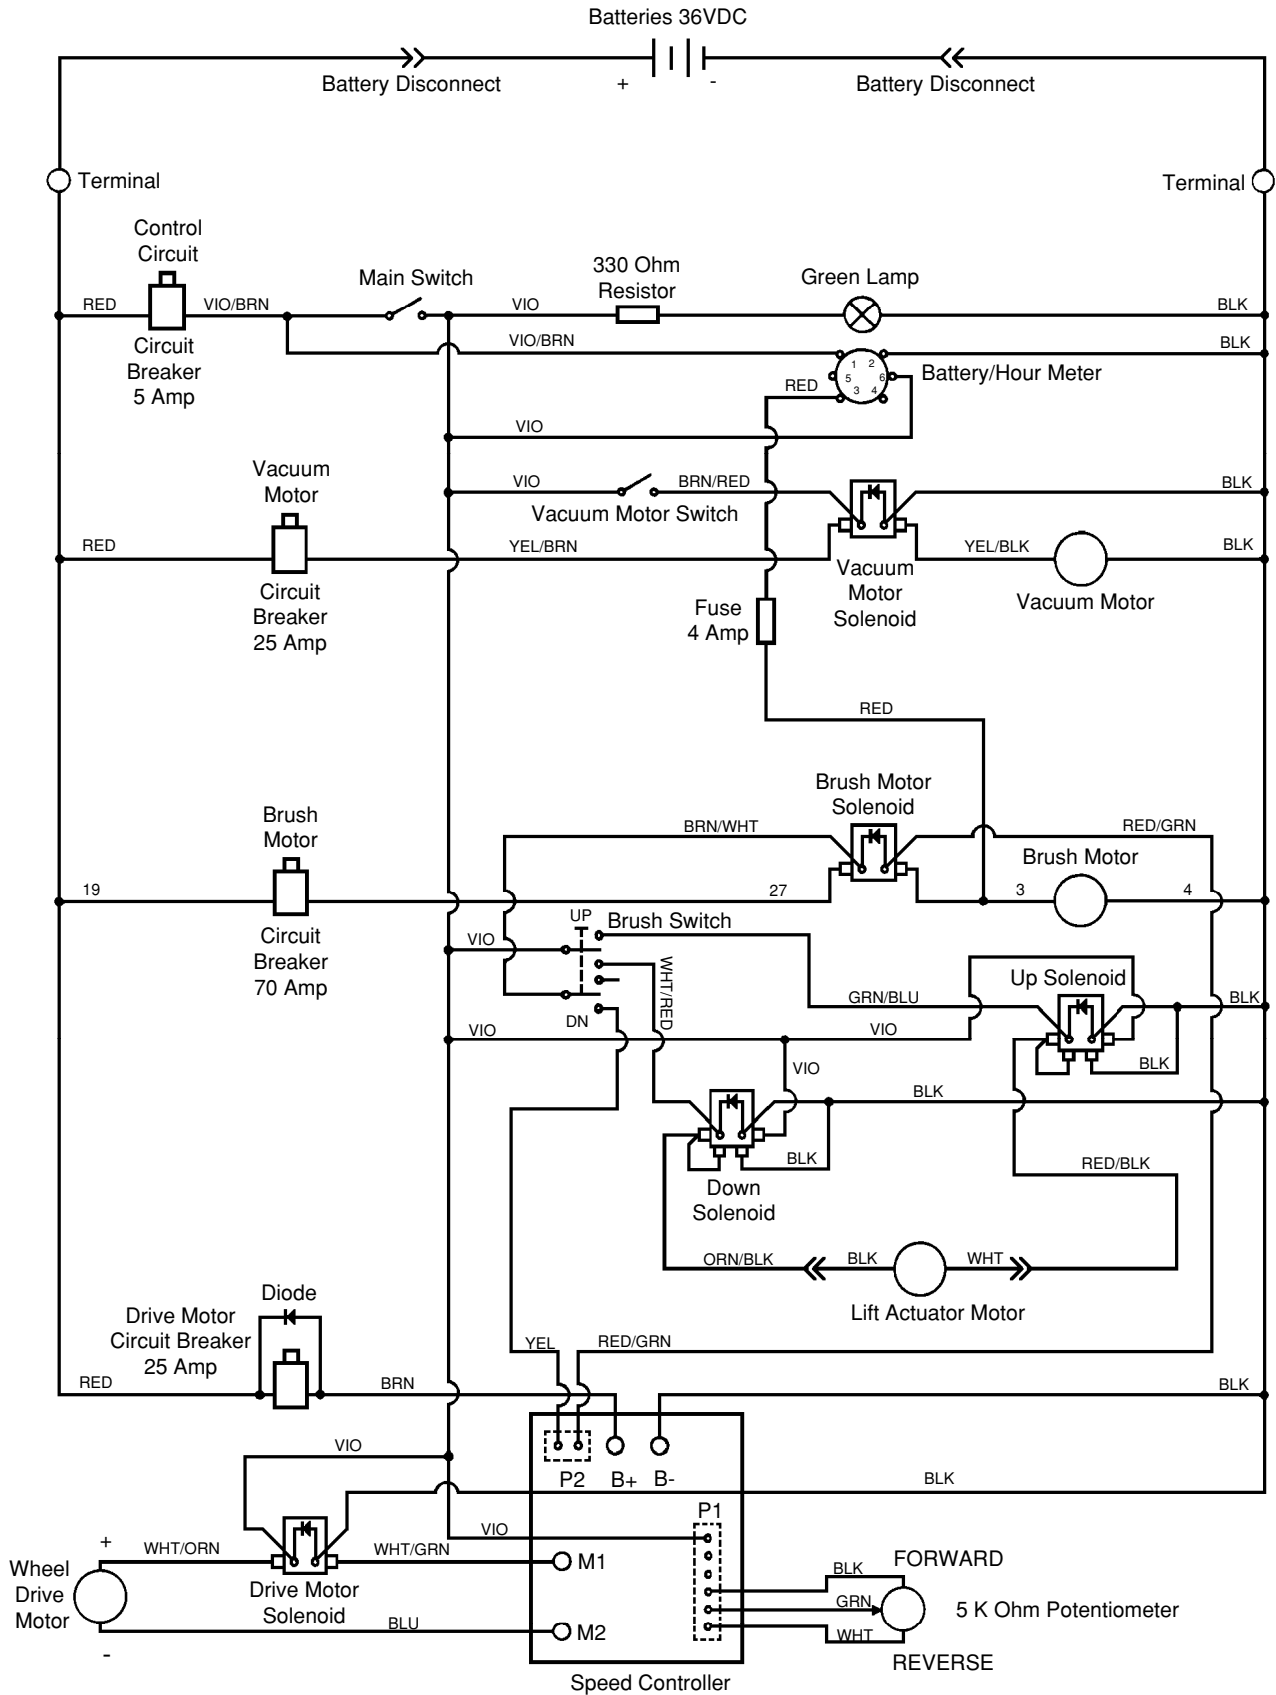 Batteries 36VDC
Battery Disconnect
+
-
Battery Disconnect
Terminal
Terminal
Control
Circuit
RED
VIO/BRN
Circuit
Breaker
5 Amp
Main Switch
VIO
330 Ohm
Resistor
Green Lamp
BLK
VIO/BRN
BLK
1 2
5 6
3 4
Battery/Hour Meter
RED
VIO
Vacuum
Motor
VIO
BRN/RED
BLK
Vacuum Motor Switch
RED
YEL/BRN
YEL/BLK
BLK
Circuit
Breaker
25 Amp
Vacuum
Motor
Solenoid
Vacuum Motor
Fuse
4 Amp
RED
Brush Motor
Solenoid
Brush
Motor
BRN/WHT
RED/GRN
Brush Motor
19
27
3
4
Circuit
Breaker
70 Amp
UP
Brush Switch
VIO
WHT/RED
DN
Up Solenoid
GRN/BLU
BLK
VIO
VIO
BLK
VIO
BLK
BLK
RED/BLK
Down
Solenoid
ORN/BLK
BLK
WHT
Lift Actuator Motor
Diode
Drive Motor
Circuit Breaker
25 Amp
YEL
RED/GRN
RED
BRN
BLK
VIO
P2
B+
B-
BLK
P1
VIO
+
WHT/ORN
WHT/GRN
M1
Wheel
Drive
Motor
Drive Motor
Solenoid
BLU
M2
-
FORWARD
BLK
GRN
5 K Ohm Potentiometer
WHT
REVERSE
Speed Controller